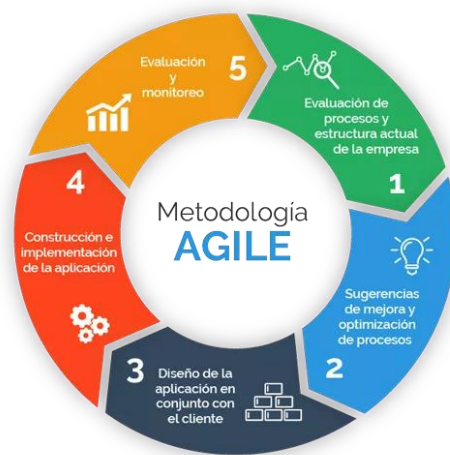 Metodología
AGILE
Evaluación de
procesos y
estructura actual
de la empresa
1
Sugerencias
de mejora y
optimización
de procesos
2
3
Diseño de la
aplicación en
conjunto con
el cliente
4
Construcción e
implementación
de la aplicación
Evaluación
y
monitoreo
5